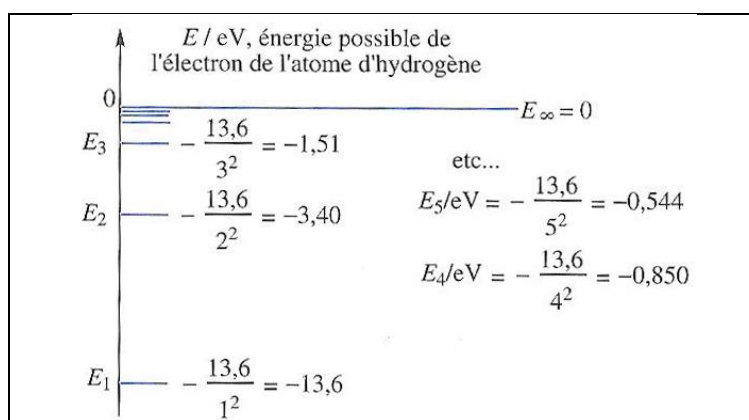 E / eV, énergie possible de
l'électron de l'atome d'hydrogène
0
E∞ = 0
E3 − 13,6/3² = −1,51
etc...
E2 − 13,6/2² = −3,40
E5/eV = − 13,6/5² = −0,544
E4/eV = − 13,6/4² = −0,850
E1 − 13,6/1² = −13,6